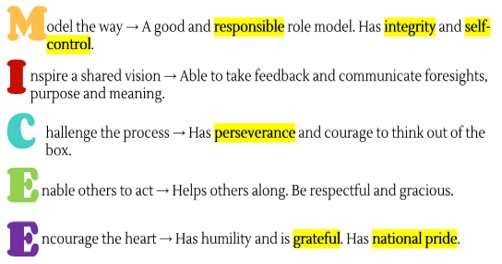 Model the way → A good and responsible role model. Has integrity and self-
control.
Inspire a shared vision → Able to take feedback and communicate foresights,
purpose and meaning.
Challenge the process → Has perseverance and courage to think out of the
box.
Enable others to act → Helps others along. Be respectful and gracious.
Encourage the heart → Has humility and is grateful. Has national pride.